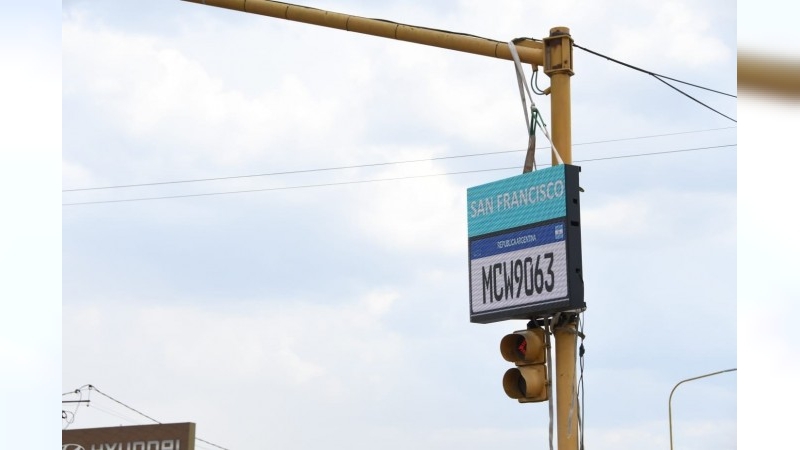 SAN FRANCISCO
REPUBLICA ARGENTINA
MCW9063
HYUNDAI